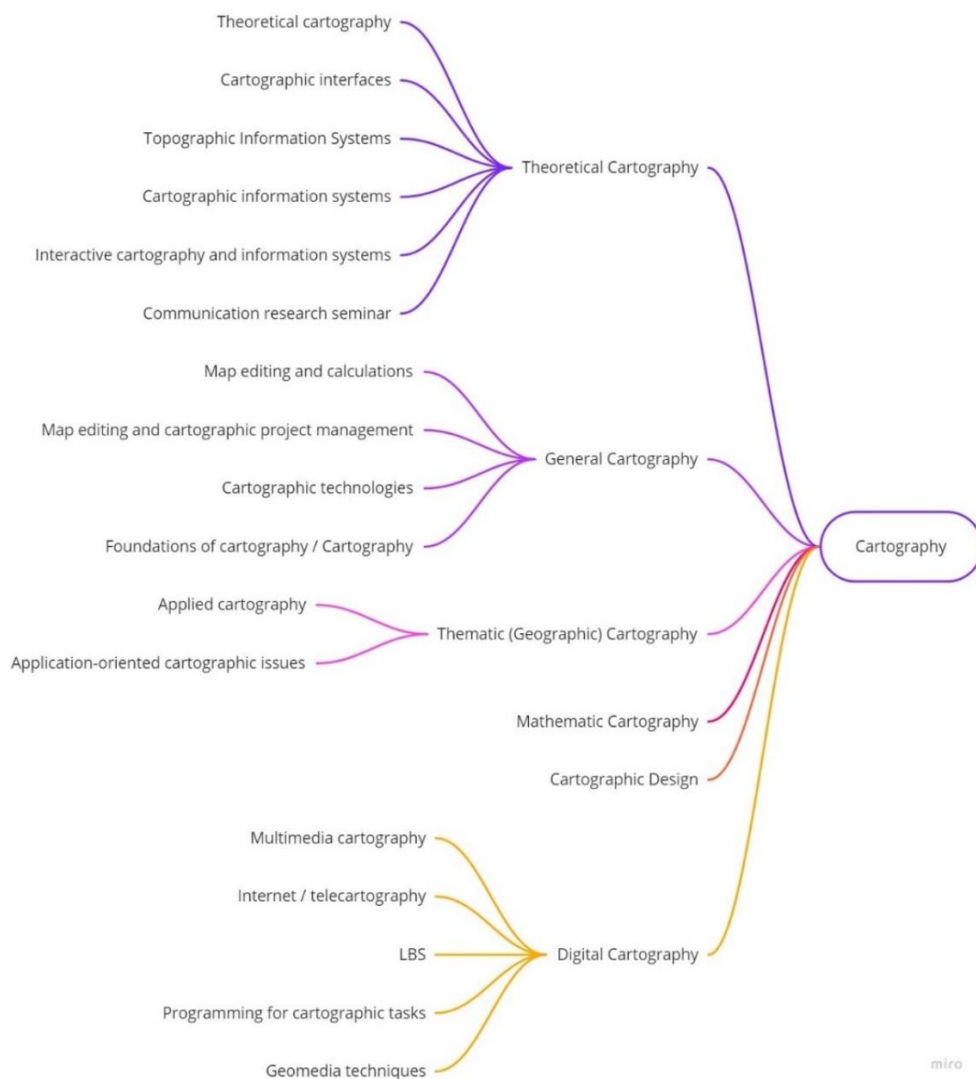 Theoretical cartography
Cartographic interfaces
Topographic Information Systems
Cartographic information systems
Interactive cartography and information systems
Communication research seminar
Theoretical Cartography
Map editing and calculations
Map editing and cartographic project management
Cartographic technologies
Foundations of cartography / Cartography
General Cartography
Applied cartography
Application-oriented cartographic issues
Thematic (Geographic) Cartography
Mathematic Cartography
Cartographic Design
Multimedia cartography
Internet / telecartography
LBS
Programming for cartographic tasks
Geomedia techniques
Digital Cartography
Cartography
miro